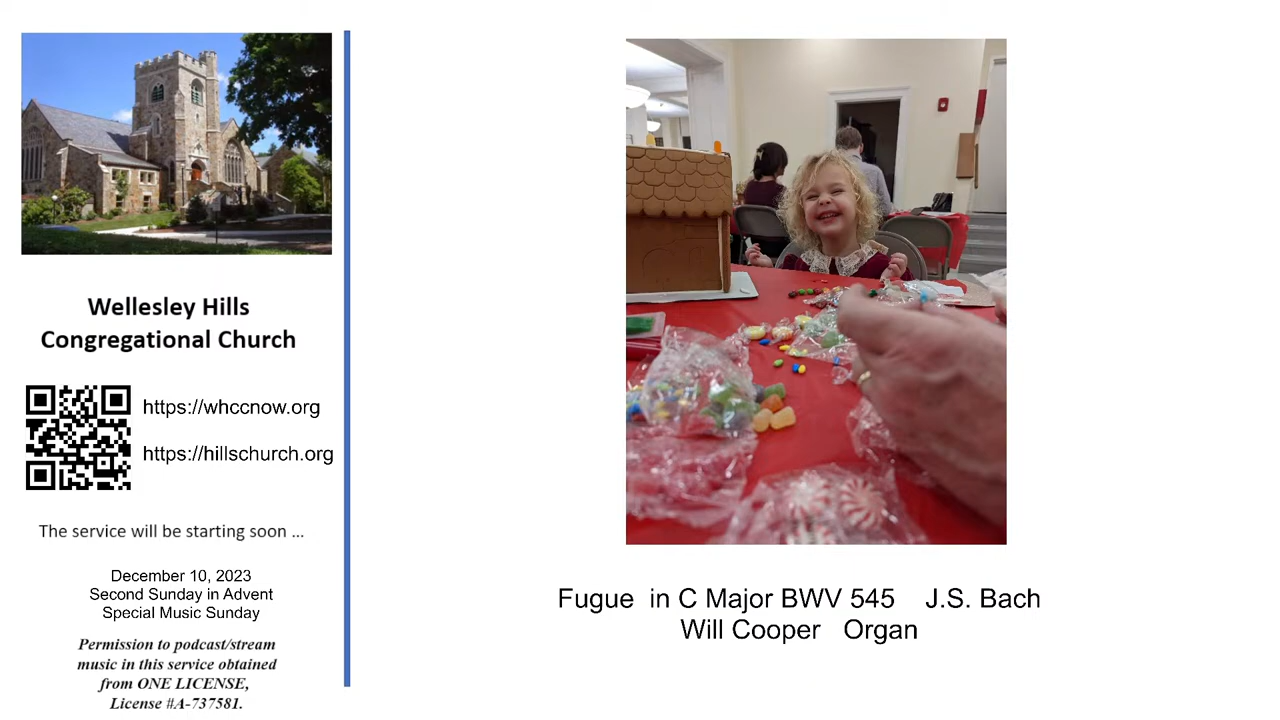 Wellesley Hills
Congregational Church
https://whccnow.org
https://hillschurch.org
The service will be starting soon ...
December 10, 2023
Second Sunday in Advent
Special Music Sunday
Permission to podcast/stream
music in this service obtained
from ONE LICENSE,
License #A-737581.
Fugue  in C Major BWV 545    J.S. Bach
Will Cooper   Organ